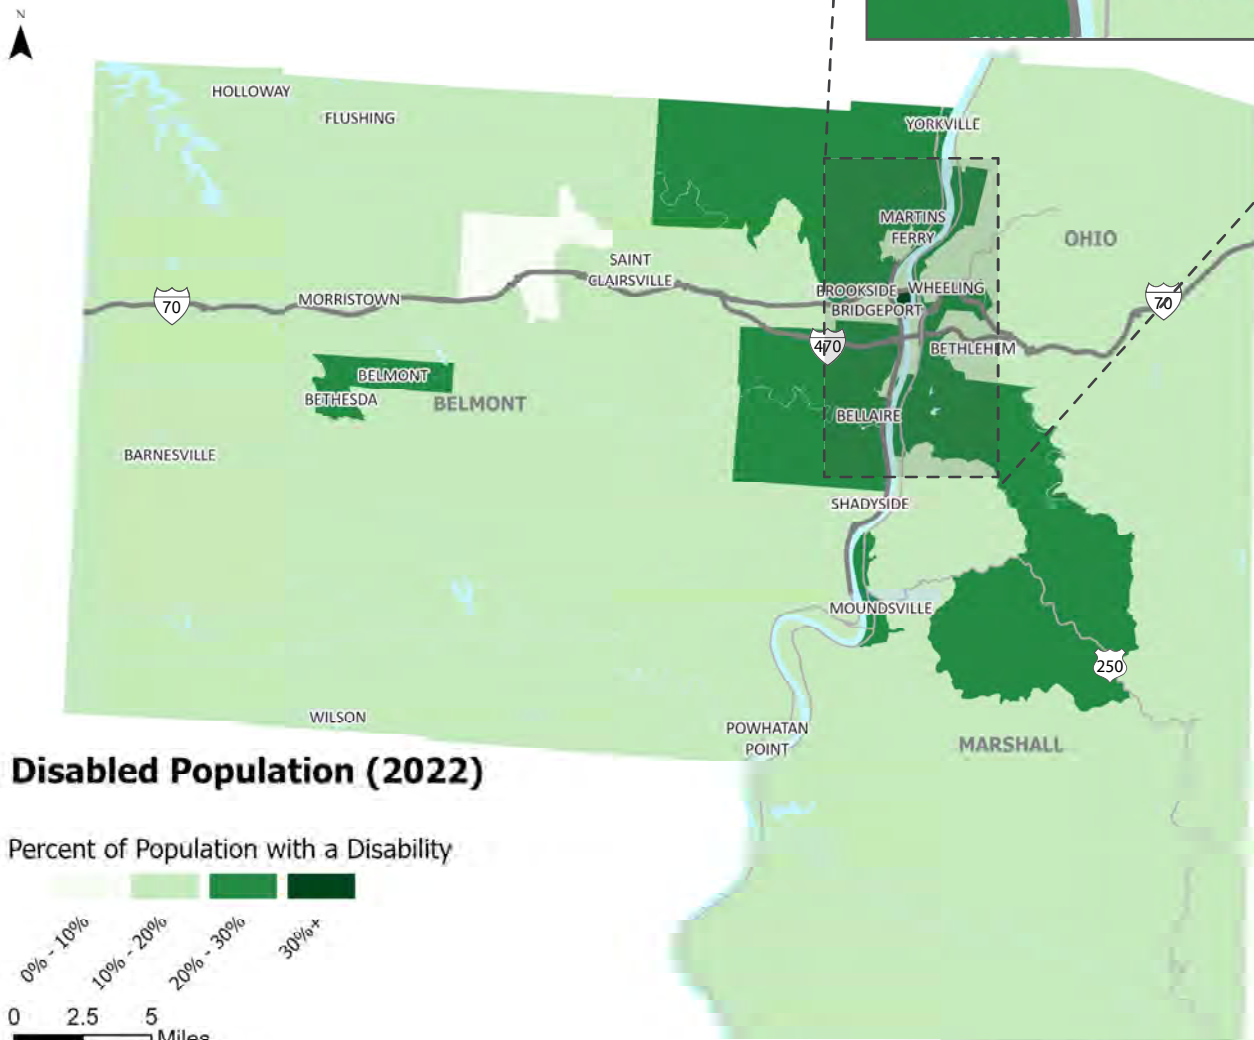 N
HOLLOWAY
FLUSHING
YORKVILLE
MARTINS
FERRY
OHIO
SAINT
CLAIRSVILLE
MORRISTOWN
BROOKSIDE
WHEELING
BRIDGEPORT
70
70
470
BETHLEHEM
BELMONT
BETHESDA
BELMONT
BELLAIRE
BARNESVILLE
SHADYSIDE
MOUNDSVILLE
250
WILSON
POWHATAN
POINT
MARSHALL
Disabled Population (2022)
Percent of Population with a Disability
0% - 10%
10% - 20%
20% - 30%
30%+
0 2.5 5
Miles